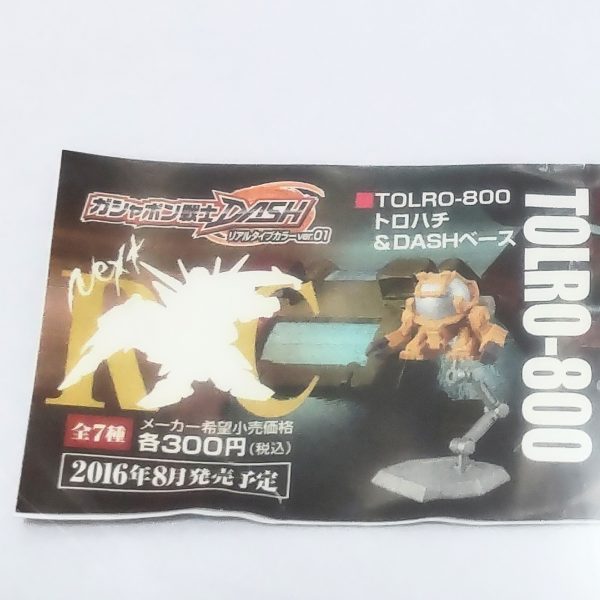 ガシャポン戦士DASH
リアルタイプカラーver.01
Next
RTC
全7種
メーカー希望小売価格
各300円(税込)
2016年8月発売予定
■TOLRO-800
トロハチ
&DASHベース
TOLRO-800